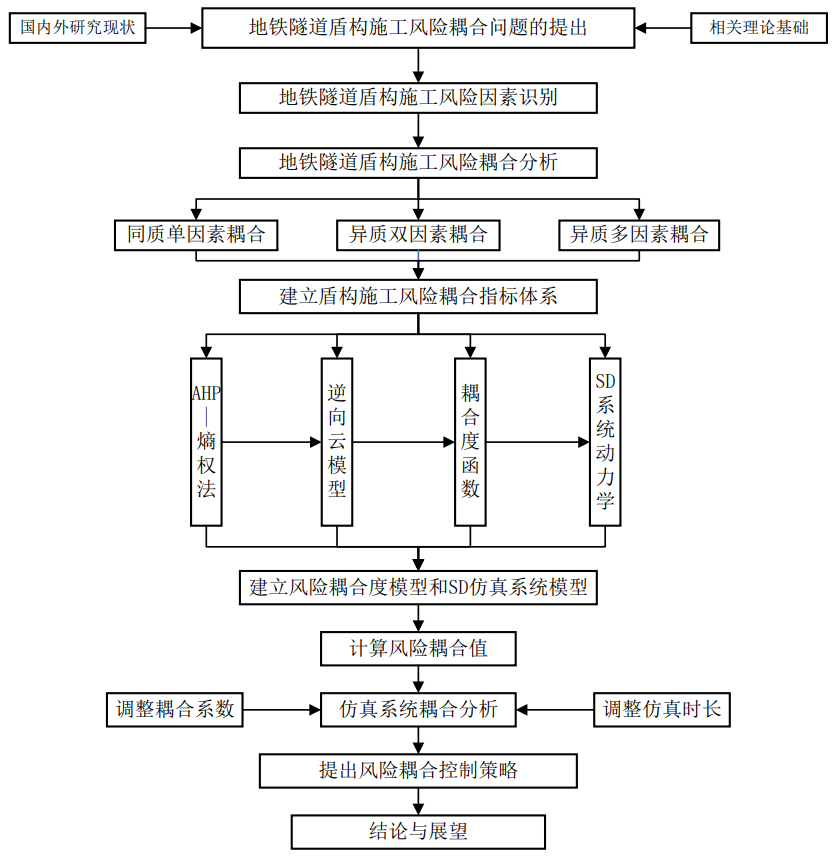 国内外研究现状
地铁隧道盾构施工风险耦合问题的提出
相关理论基础
地铁隧道盾构施工风险因素识别
地铁隧道盾构施工风险耦合分析
同质单因素耦合
异质双因素耦合
异质多因素耦合
建立盾构施工风险耦合指标体系
AHP—熵权法
逆向云模型
耦合度函数
SD系统动力学
建立风险耦合度模型和SD仿真系统模型
计算风险耦合值
调整耦合系数
仿真系统耦合分析
调整仿真时长
提出风险耦合控制策略
结论与展望